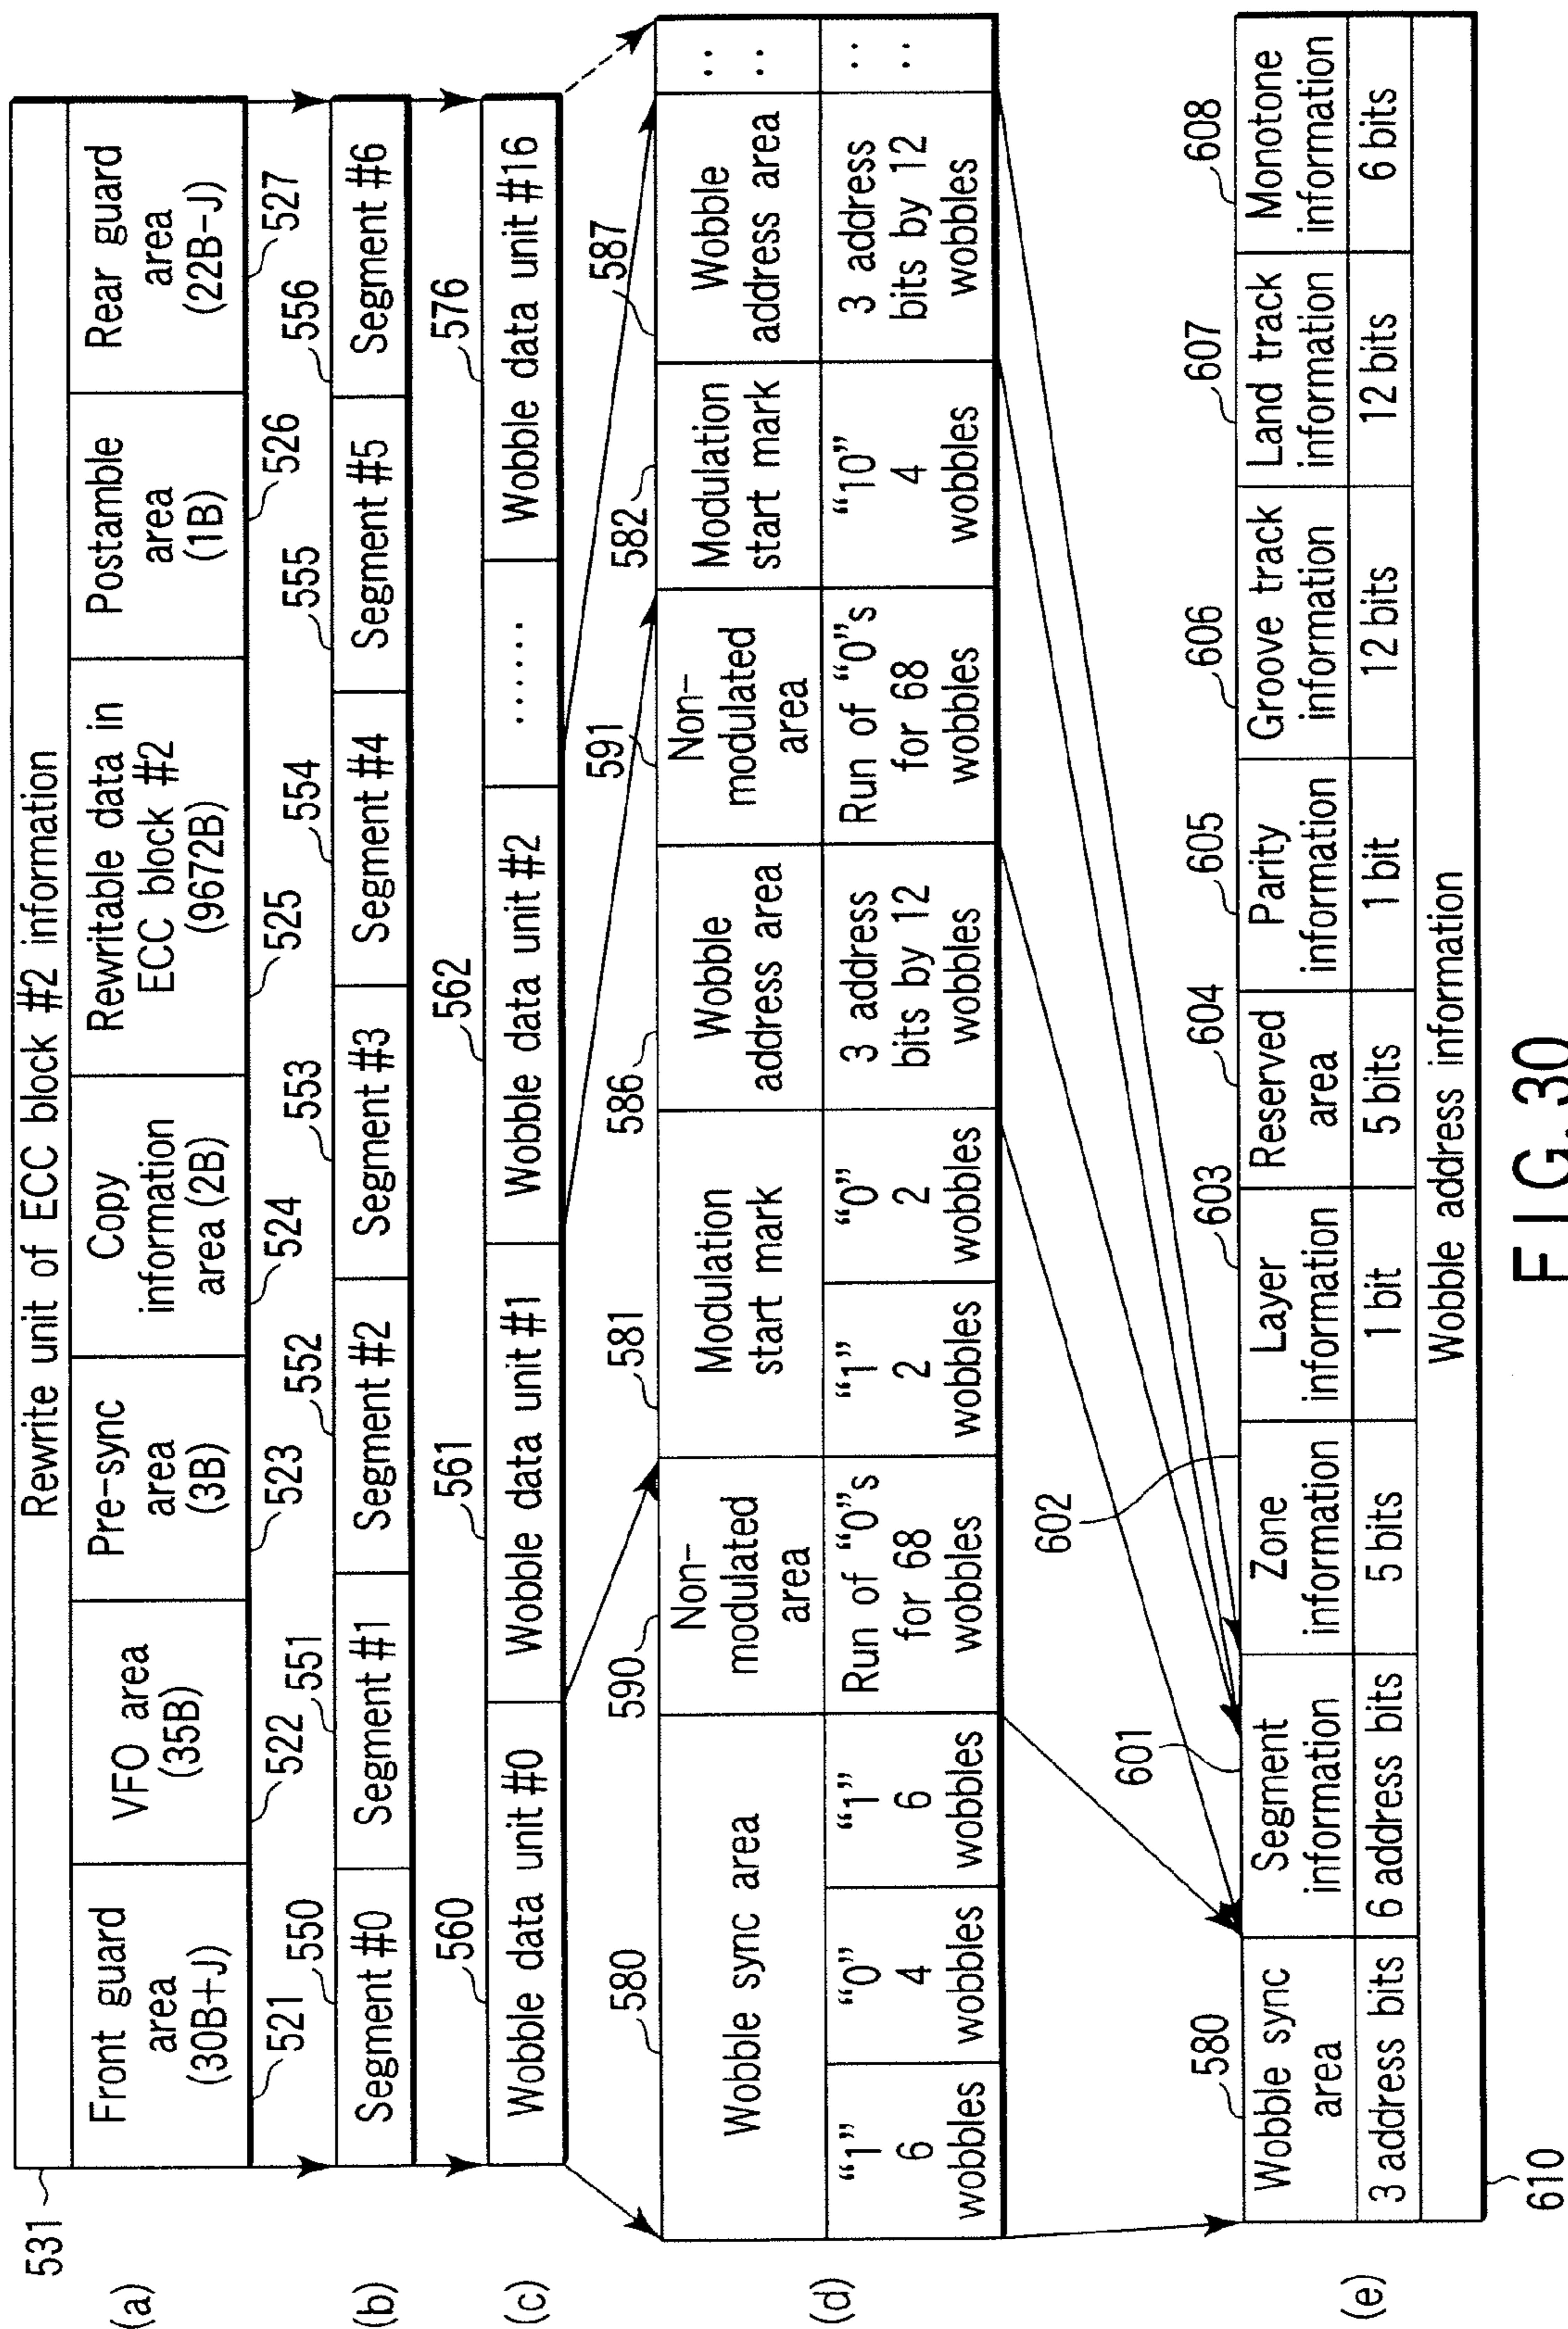 531
Rewrite unit of ECC block #2 information
(a)
Front guard
area
(30B+J)
VFO area
(35B)
Pre-sync
area
(3B)
Copy
information
area (2B)
Rewritable data in
ECC block #2
(9672B)
Postamble
area
(1B)
Rear guard
area
(22B-J)
521
522
523
524
525
526
527
550
551
552
553
554
555
556
(b)
Segment #0
Segment #1
Segment #2
Segment #3
Segment #4
Segment #5
Segment #6
560
561
562
576
(c)
Wobble data unit #0
Wobble data unit #1
Wobble data unit #2
......
Wobble data unit #16
580
590
581
586
591
582
587
(d)
Wobble sync area
Non-
modulated
area
Modulation
start mark
Wobble
address area
Non-
modulated
area
Modulation
start mark
Wobble
address area
: :
“1”
6
wobbles
“0”
4
wobbles
“1”
6
wobbles
Run of “0”s
for 68
wobbles
“1”
2
wobbles
“0”
2
wobbles
3 address
bits by 12
wobbles
Run of “0”s
for 68
wobbles
“10”
4
wobbles
3 address
bits by 12
wobbles
: :
580
601
602
603
604
605
606
607
608
(e)
Wobble sync
area
Segment
information
Zone
information
Layer
information
Reserved
area
Parity
information
Groove track
information
Land track
information
Monotone
information
3 address bits
6 address bits
5 bits
1 bit
5 bits
1 bit
12 bits
12 bits
6 bits
Wobble address information
610
FIG. 30